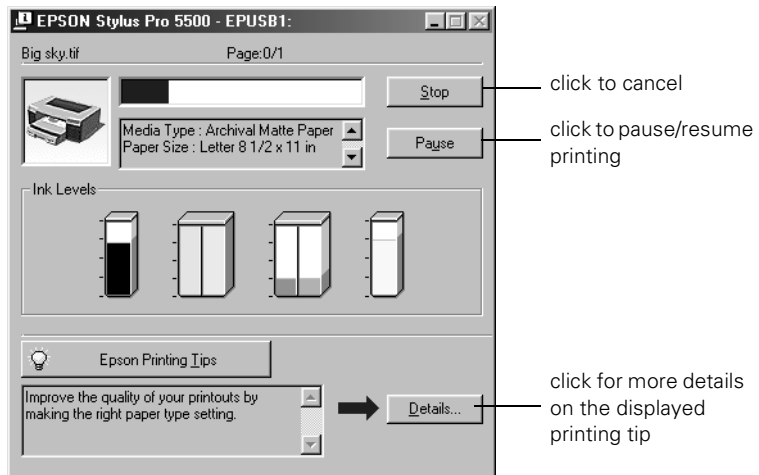 EPSON Stylus Pro 5500 - EPUSB1:
Big sky.tif Page:0/1
Stop
click to cancel
Media Type : Archival Matte Paper
Paper Size : Letter 8 1/2 x 11 in
Pause
click to pause/resume
printing
Ink Levels
Epson Printing Tips
Improve the quality of your printouts by
making the right paper type setting.
Details...
click for more details
on the displayed
printing tip